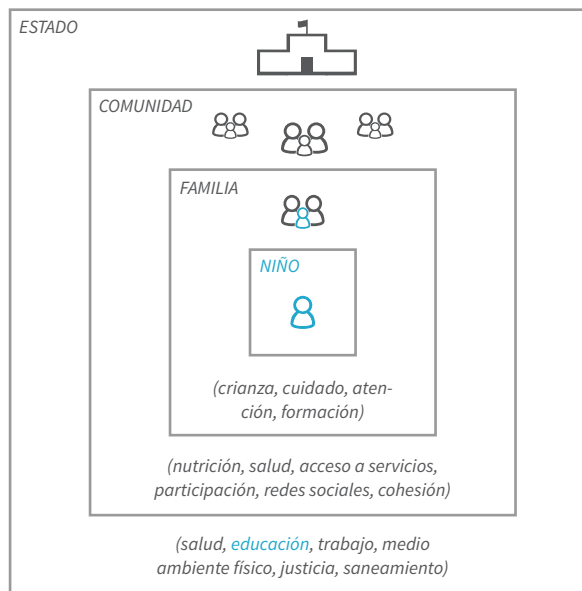 ESTADO
COMUNIDAD
FAMILIA
NIÑO
(crianza, cuidado, aten-
ción, formación)
(nutrición, salud, acceso a servicios,
participación, redes sociales, cohesión)
(salud, educación, trabajo, medio
ambiente físico, justicia, saneamiento)